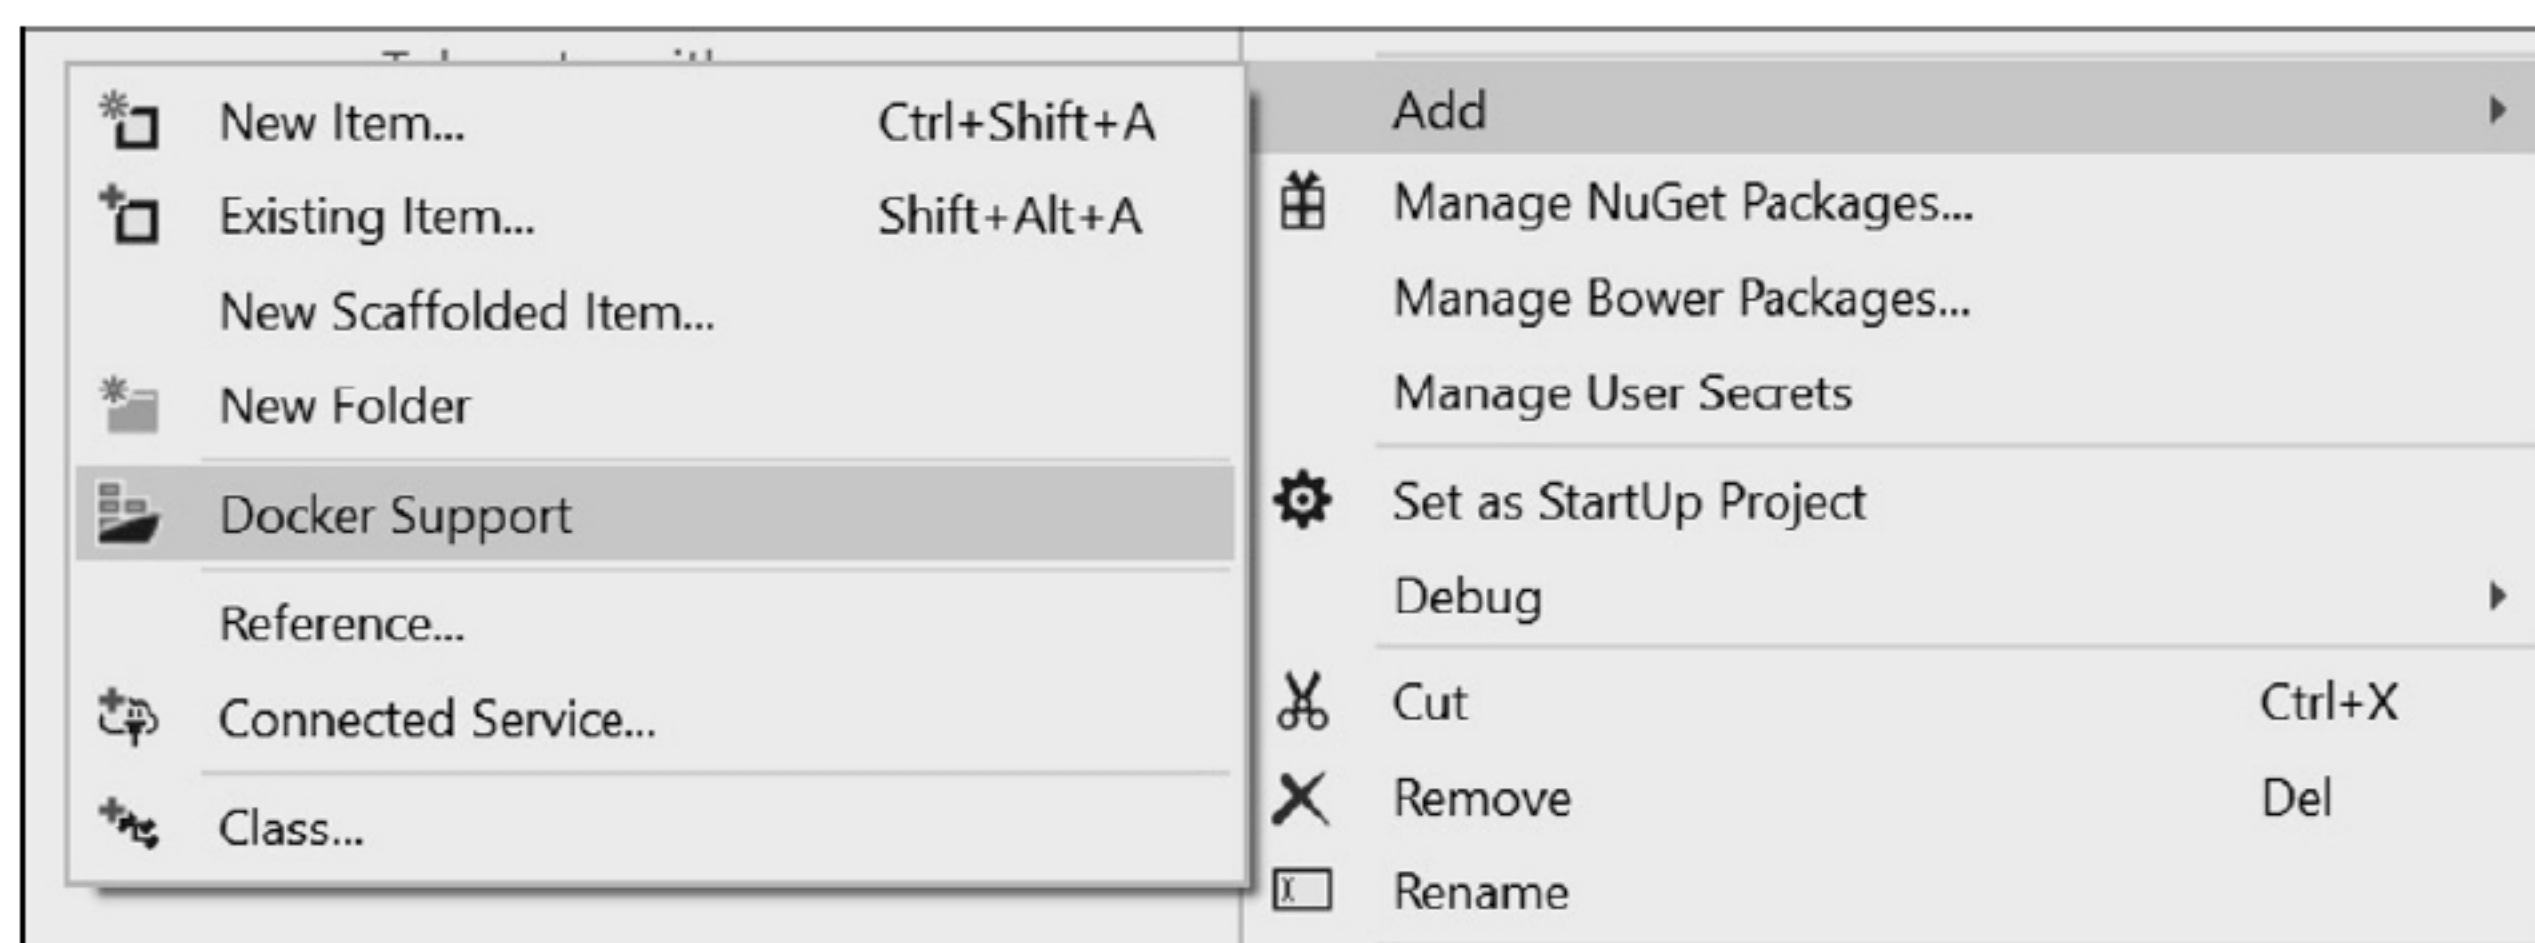 New Item... Ctrl+Shift+A
Existing Item... Shift+Alt+A
New Scaffolded Item...
New Folder
Docker Support
Reference...
Connected Service...
Class...
Add
Manage NuGet Packages...
Manage Bower Packages...
Manage User Secrets
Set as StartUp Project
Debug
Cut Ctrl+X
Remove Del
Rename